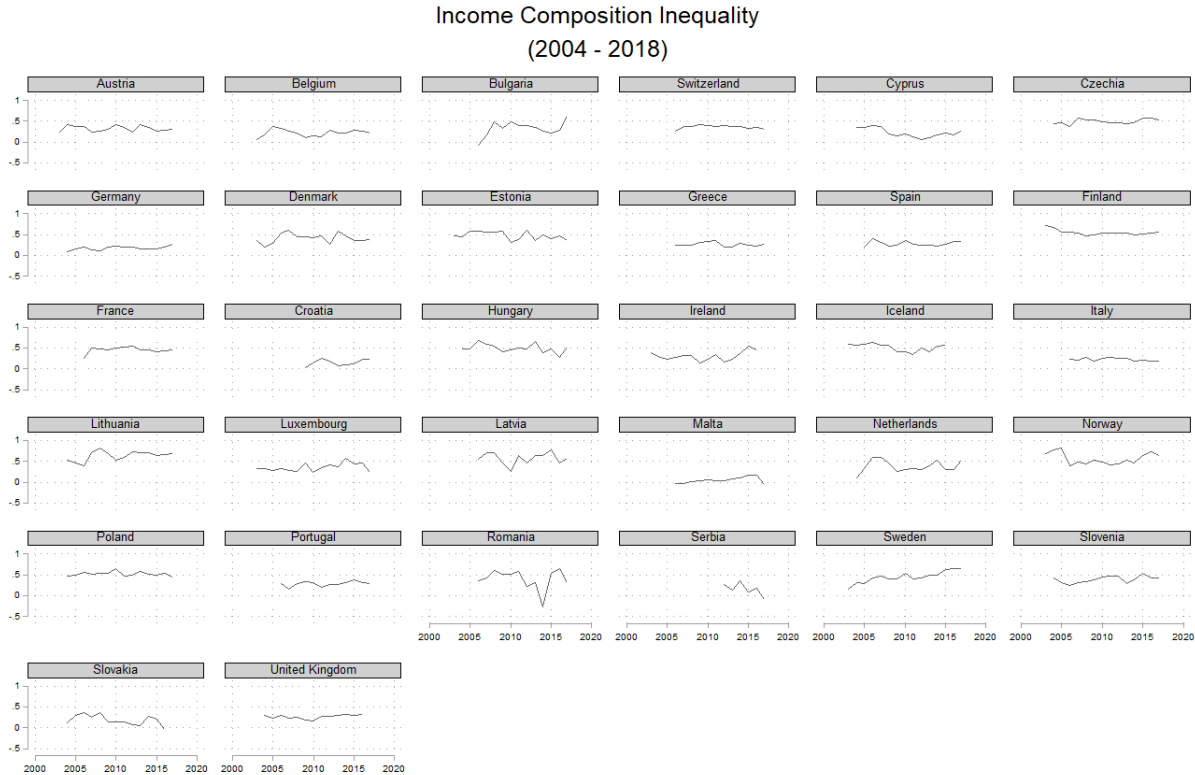 Income Composition Inequality
(2004 - 2018)
Austria Belgium Bulgaria Switzerland Cyprus Czechia
1
.5
0
-.5
Germany Denmark Estonia Greece Spain Finland
1
.5
0
-.5
France Croatia Hungary Ireland Iceland Italy
1
.5
0
-.5
Lithuania Luxembourg Latvia Malta Netherlands Norway
1
.5
0
-.5
Poland Portugal Romania Serbia Sweden Slovenia
1
.5
0
-.5
2000 2005 2010 2015 2020 2000 2005 2010 2015 2020 2000 2005 2010 2015 2020 2000 2005 2010 2015 2020
Slovakia United Kingdom
1
.5
0
-.5
2000 2005 2010 2015 2020 2000 2005 2010 2015 2020